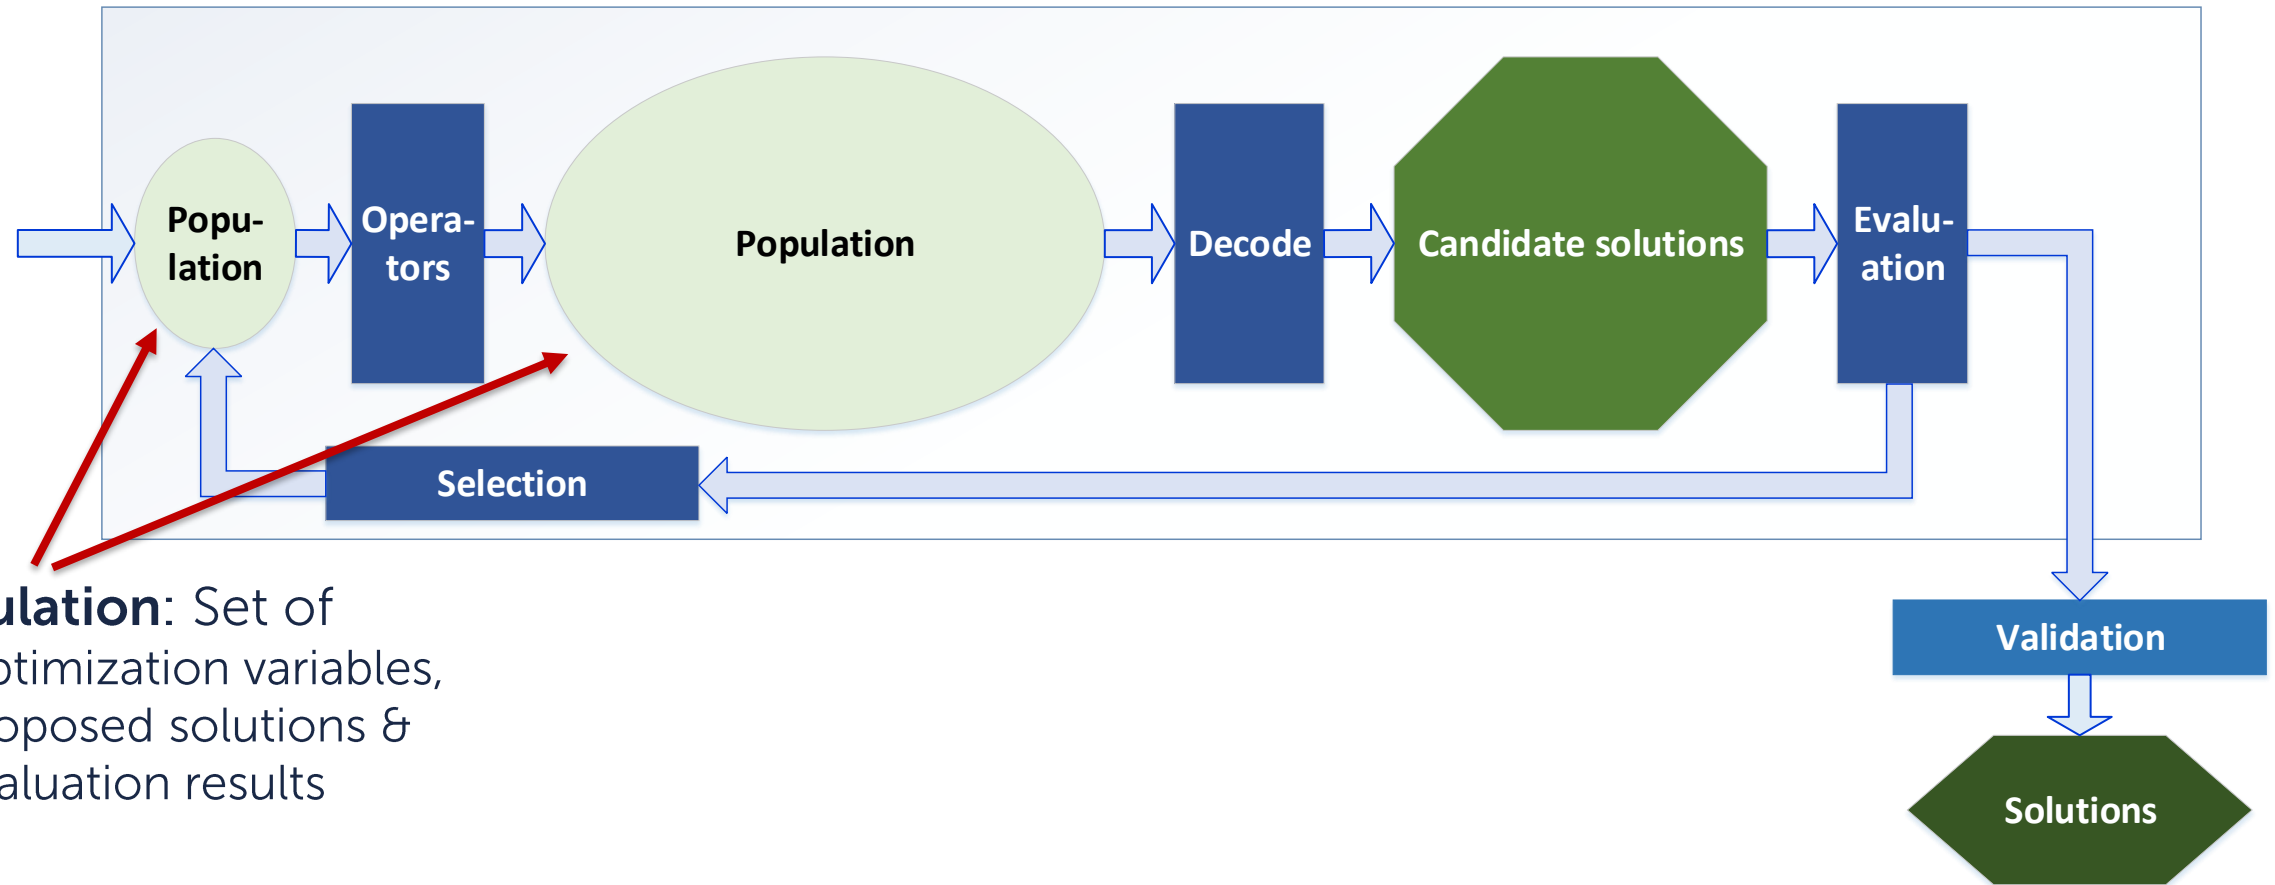 Popu-
lation
Opera-
tors
Population
Decode
Candidate solutions
Evalu-
ation
Selection
ulation: Set of
ptimization variables,
oposed solutions &
aluation results
Validation
Solutions